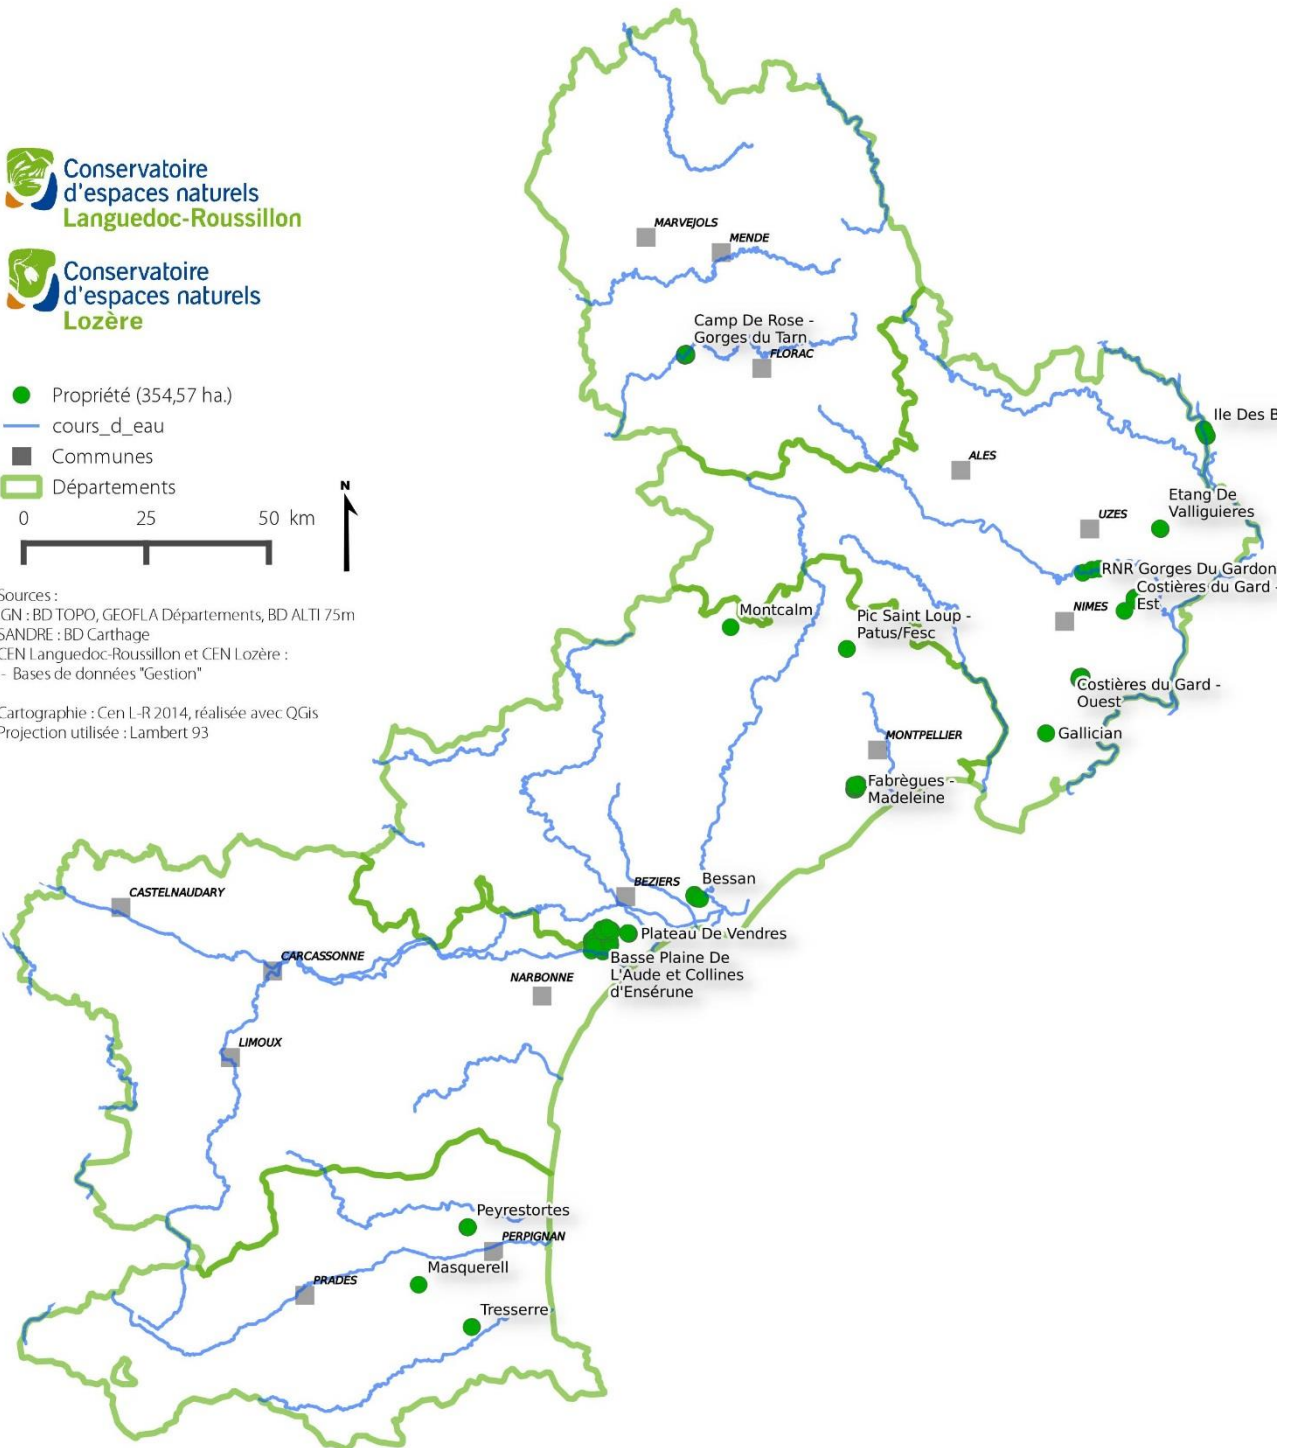 Conservatoire
d'espaces naturels
Languedoc-Roussillon
Conservatoire
d'espaces naturels
Lozère
Propriété (354,57 ha.)
cours_d_eau
Communes
Départements
N
0 25 50 km
Sources :
IGN : BD TOPO, GEOFLA Départements, BD ALTI 75m
SANDRE : BD Carthage
CEN Languedoc-Roussillon et CEN Lozère :
- Bases de données "Gestion"
Cartographie : Cen L-R 2014, réalisée avec QGis
Projection utilisée : Lambert 93
MARVEJOLS
MENDE
Camp De Rose -
Gorges du Tarn
FLORAC
Ile Des B
ALES
Etang De
Valliguieres
UZES
RNR Gorges Du Gardon
Costières du Gard -
Est
NIMES
Montcalm
Pic Saint Loup -
Patus/Fesc
Costières du Gard -
Ouest
Gallician
MONTPELLIER
Fabrègues -
Madeleine
Bessan
BEZIERS
CASTELNAUDARY
Plateau De Vendres
Basse Plaine De
L'Aude et Collines
d'Ensérune
CARCASSONNE
NARBONNE
LIMOUX
Peyrestortes
PERPIGNAN
Masquerell
PRADES
Tresserre